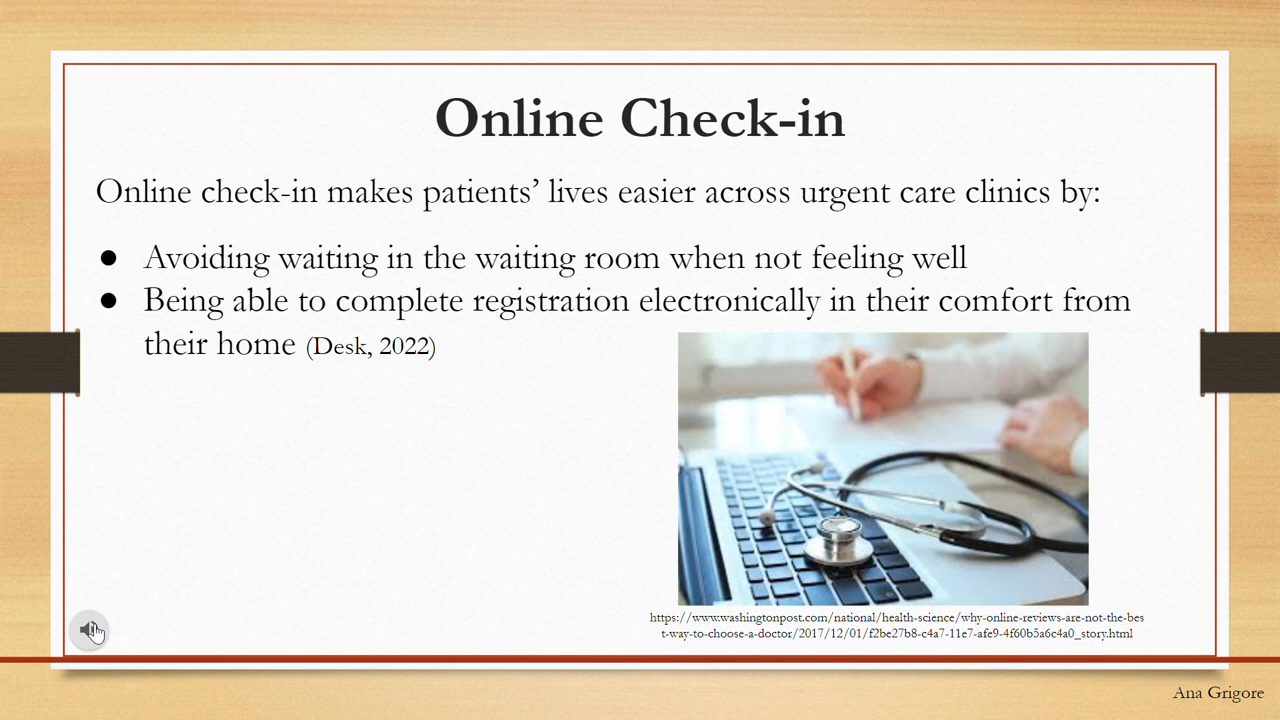 Online Check-in
Online check-in makes patients’ lives easier across urgent care clinics by:
● Avoiding waiting in the waiting room when not feeling well
● Being able to complete registration electronically in their comfort from
their home (Desk, 2022)
https://www.washingtonpost.com/national/health-science/why-online-reviews-are-not-the-bes
t-way-to-choose-a-doctor/2017/12/01/f2be27b8-c4a7-11e7-afe9-4f60b5a6c4a0_story.html
Ana Grigore